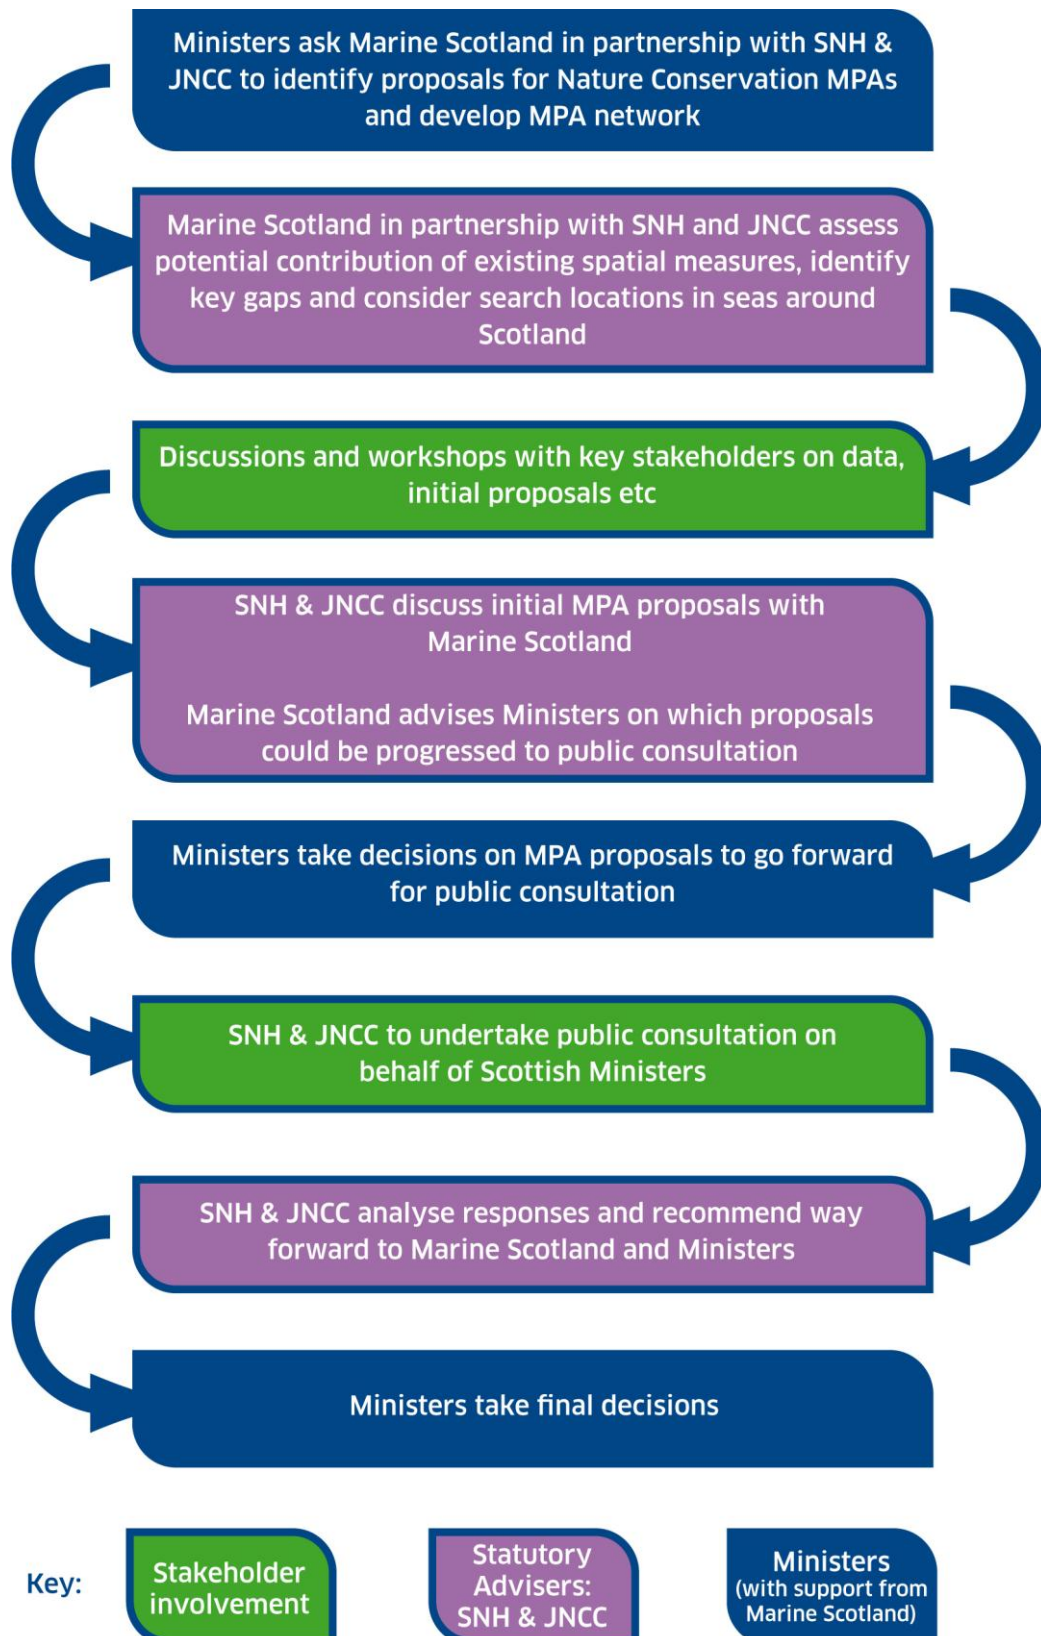 Ministers ask Marine Scotland in partnership with SNH &
JNCC to identify proposals for Nature Conservation MPAs
and develop MPA network
Marine Scotland in partnership with SNH and JNCC assess
potential contribution of existing spatial measures, identify
key gaps and consider search locations in seas around
Scotland
Discussions and workshops with key stakeholders on data,
initial proposals etc
SNH & JNCC discuss initial MPA proposals with
Marine Scotland
Marine Scotland advises Ministers on which proposals
could be progressed to public consultation
Ministers take decisions on MPA proposals to go forward
for public consultation
SNH & JNCC to undertake public consultation on
behalf of Scottish Ministers
SNH & JNCC analyse responses and recommend way
forward to Marine Scotland and Ministers
Ministers take final decisions
Key:
Stakeholder
involvement
Statutory
Advisers:
SNH & JNCC
Ministers
(with support from
Marine Scotland)